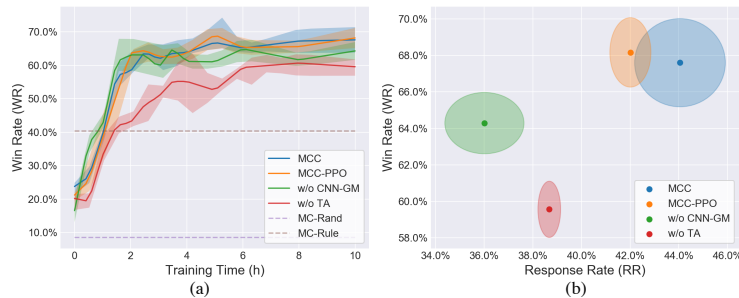 Win Rate (WR)
70.0%
60.0%
50.0%
40.0%
30.0%
20.0%
10.0%
0
2
4
6
8
10
Training Time (h)
MCC
MCC-PPO
w/o CNN-GM
w/o TA
MC-Rand
MC-Rule
(a)
Win Rate (WR)
70.0%
68.0%
66.0%
64.0%
62.0%
60.0%
58.0%
34.0%
36.0%
38.0%
40.0%
42.0%
44.0%
46.0%
Response Rate (RR)
MCC
MCC-PPO
w/o CNN-GM
w/o TA
(b)